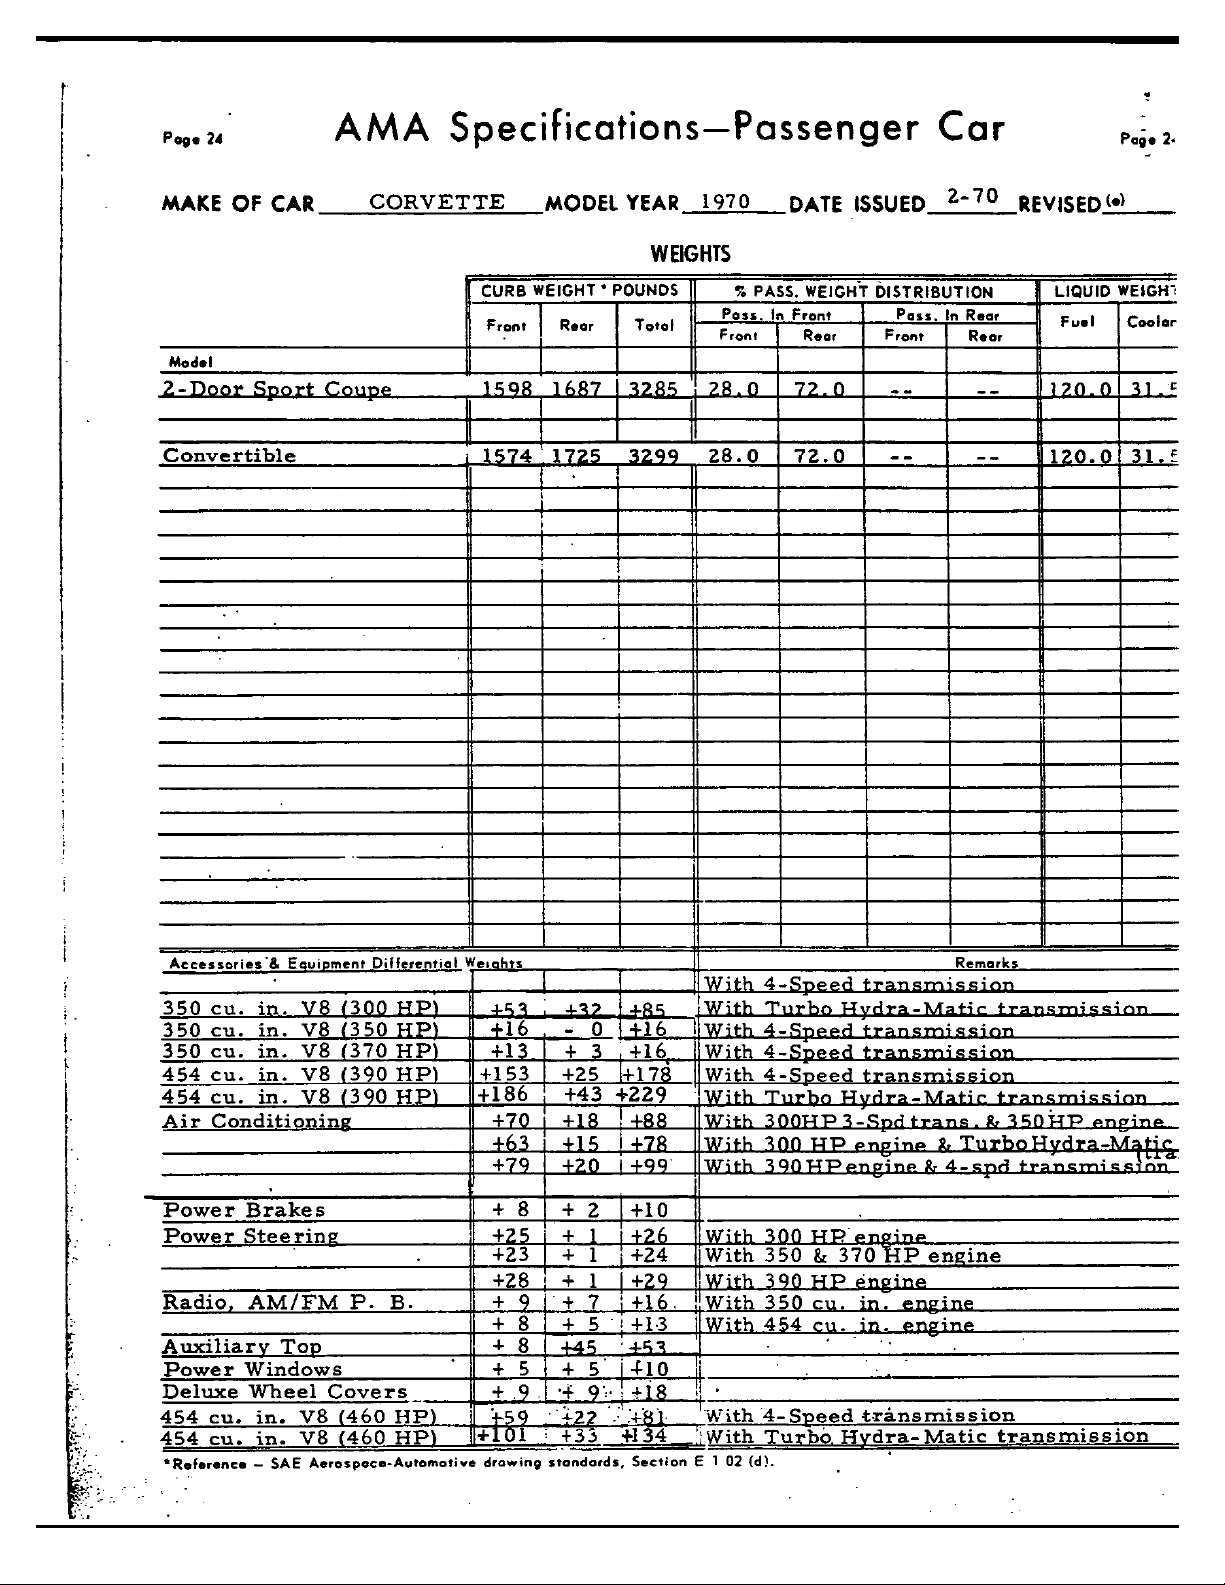 Page 24 AMA Specifications—Passenger Car Page 2
MAKE OF CAR CORVETTE MODEL YEAR 1970 DATE ISSUED 2-70 REVISED (•)
WEIGHTS
CURB WEIGHT * POUNDS % PASS. WEIGHT DISTRIBUTION LIQUID WEIGHT
Front Rear Total Pass. In Front Pass. In Rear Fuel Coolan
Front Rear Front Rear
Model
2-Door Sport Coupe 1598 1687 3285 28.0 72.0 -- -- 120.0 31.5
Convertible 1574 1725 3299 28.0 72.0 -- -- 120.0 31.5
Accessories & Equipment Differential Weights Remarks
With 4-Speed transmission
350 cu. in. V8 (300 HP) +53 +32 +85 With Turbo Hydra-Matic transmission
350 cu. in. V8 (350 HP) +16 - 0 +16 With 4-Speed transmission
350 cu. in. V8 (370 HP) +13 + 3 +16 With 4-Speed transmission
454 cu. in. V8 (390 HP) +153 +25 +178 With 4-Speed transmission
454 cu. in. V8 (390 HP) +186 +43 +229 With Turbo Hydra-Matic transmission
Air Conditioning +70 +18 +88 With 300HP 3-Spd trans. & 350HP engine
+63 +15 +78 With 300 HP engine & Turbo Hydra-Matic
tra
+79 +20 +99 With 390HP engine & 4-spd transmission
Power Brakes + 8 + 2 +10
Power Steering +25 + 1 +26 With 300 HP engine
+23 + 1 +24 With 350 & 370 HP engine
+28 + 1 +29 With 390 HP engine
Radio, AM/FM P. B. + 9 + 7 +16 With 350 cu. in. engine
+ 8 + 5 +13 With 454 cu. in. engine
Auxiliary Top + 8 +45 +53
Power Windows + 5 + 5 +10
Deluxe Wheel Covers + 9 + 9 +18
454 cu. in. V8 (460 HP) +59 +22 +81 With 4-Speed transmission
454 cu. in. V8 (460 HP) +101 +33 +134 With Turbo Hydra-Matic transmission
*Reference – SAE Aerospace-Automotive drawing standards, Section E 1 02 (d).